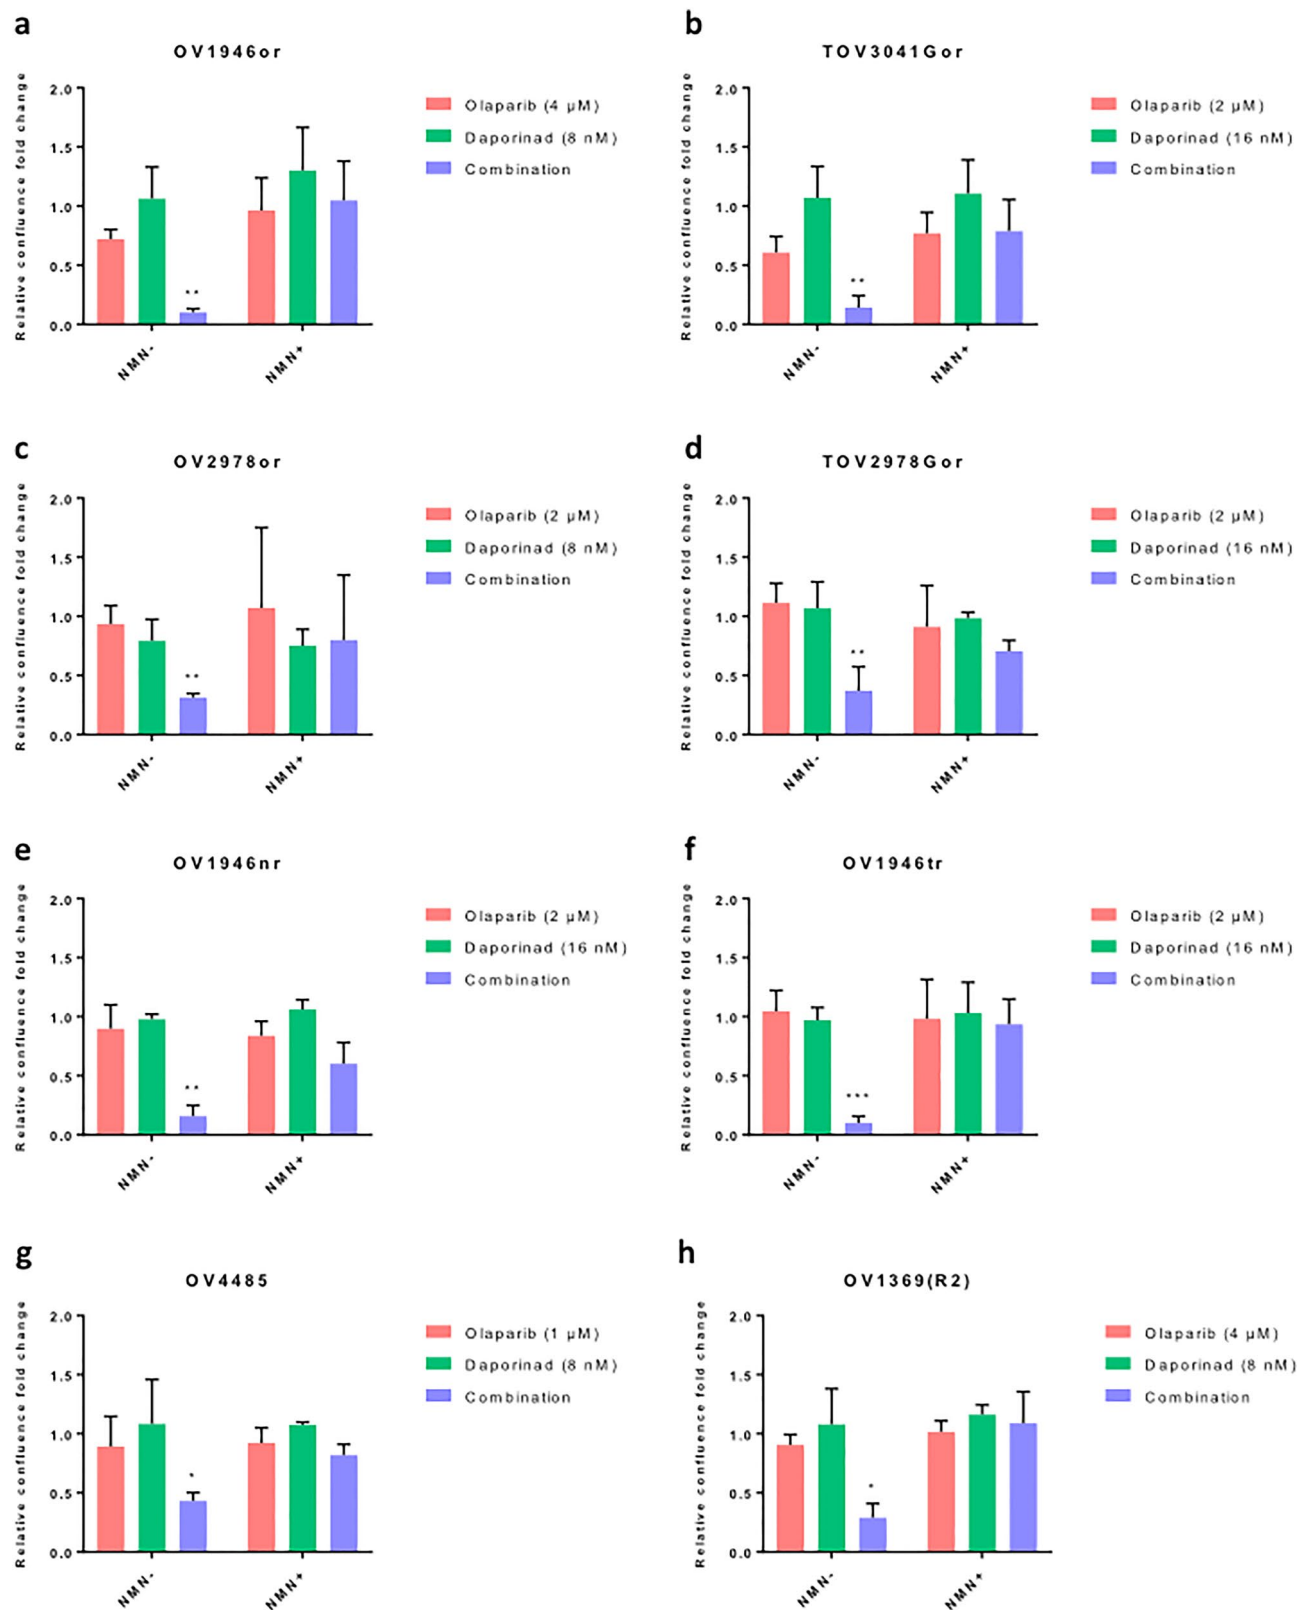 a
OV1946or
Relative confluence fold change
2.0
1.5
1.0
0.5
0.0
**
NMN-
NMN+
Olaparib (4 µM)
Daporinad (8 nM)
Combination
b
TOV3041Gor
Relative confluence fold change
2.0
1.5
1.0
0.5
0.0
**
NMN-
NMN+
Olaparib (2 µM)
Daporinad (16 nM)
Combination
c
OV2978or
Relative confluence fold change
2.0
1.5
1.0
0.5
0.0
**
NMN-
NMN+
Olaparib (2 µM)
Daporinad (8 nM)
Combination
d
TOV2978Gor
Relative confluence fold change
2.0
1.5
1.0
0.5
0.0
**
NMN-
NMN+
Olaparib (2 µM)
Daporinad (16 nM)
Combination
e
OV1946nr
Relative confluence fold change
2.0
1.5
1.0
0.5
0.0
**
NMN-
NMN+
Olaparib (2 µM)
Daporinad (16 nM)
Combination
f
OV1946tr
Relative confluence fold change
2.0
1.5
1.0
0.5
0.0
***
NMN-
NMN+
Olaparib (2 µM)
Daporinad (16 nM)
Combination
g
OV4485
Relative confluence fold change
2.0
1.5
1.0
0.5
0.0
*
NMN-
NMN+
Olaparib (1 µM)
Daporinad (8 nM)
Combination
h
OV1369(R2)
Relative confluence fold change
2.0
1.5
1.0
0.5
0.0
*
NMN-
NMN+
Olaparib (4 µM)
Daporinad (8 nM)
Combination